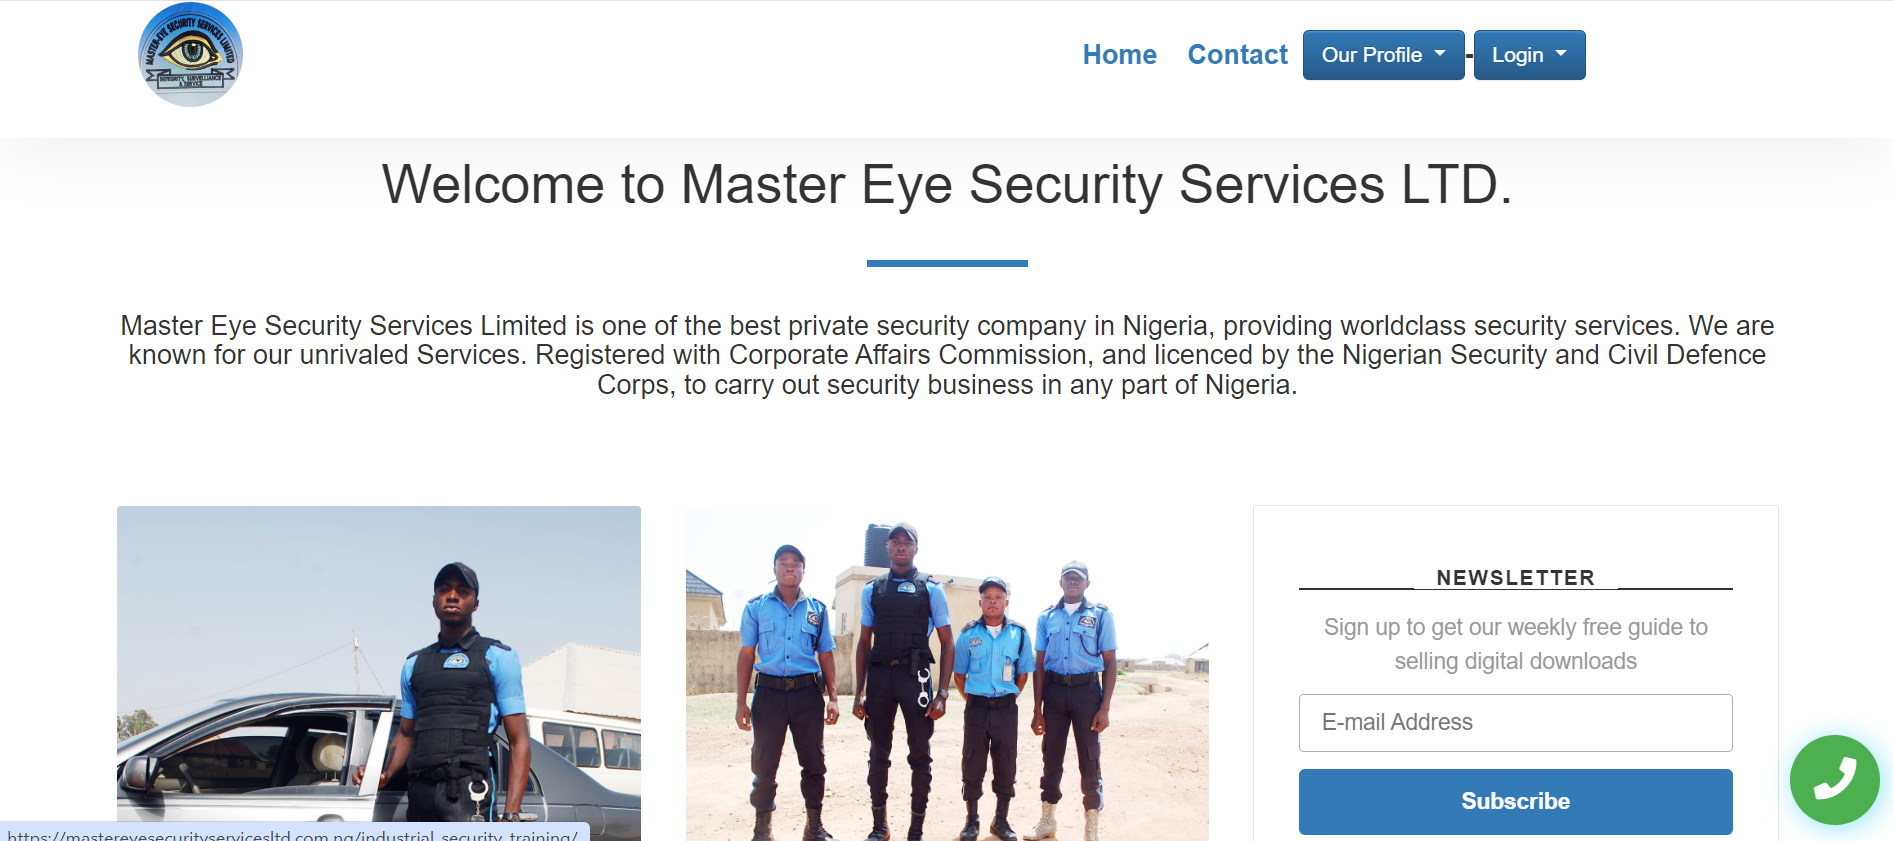 MASTER-EYE SECURITY SERVICES LIMITED
INTEGRITY, SURVEILLANCE
& SERVICE
Home
Contact
Our Profile
-
Login
Welcome to Master Eye Security Services LTD.
Master Eye Security Services Limited is one of the best private security company in Nigeria, providing worldclass security services. We are
known for our unrivaled Services. Registered with Corporate Affairs Commission, and licenced by the Nigerian Security and Civil Defence
Corps, to carry out security business in any part of Nigeria.
NEWSLETTER
Sign up to get our weekly free guide to
selling digital downloads
E-mail Address
Subscribe
https://mastereyesecurityservicesltd.com.ng/industrial_security_training/